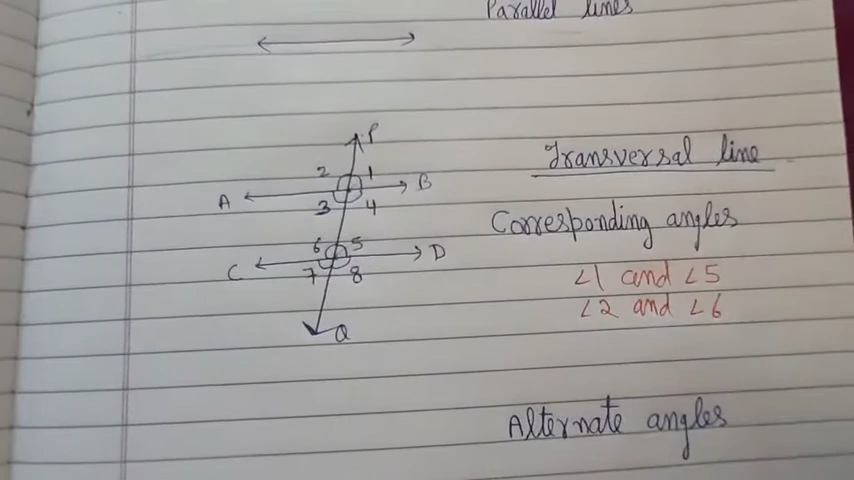 Parallel lines
P
2 1
A B
3 4
6 5
C D
7 8
Q
Transversal line
Corresponding angles
∠1 and ∠5
∠2 and ∠6
Alternate angles